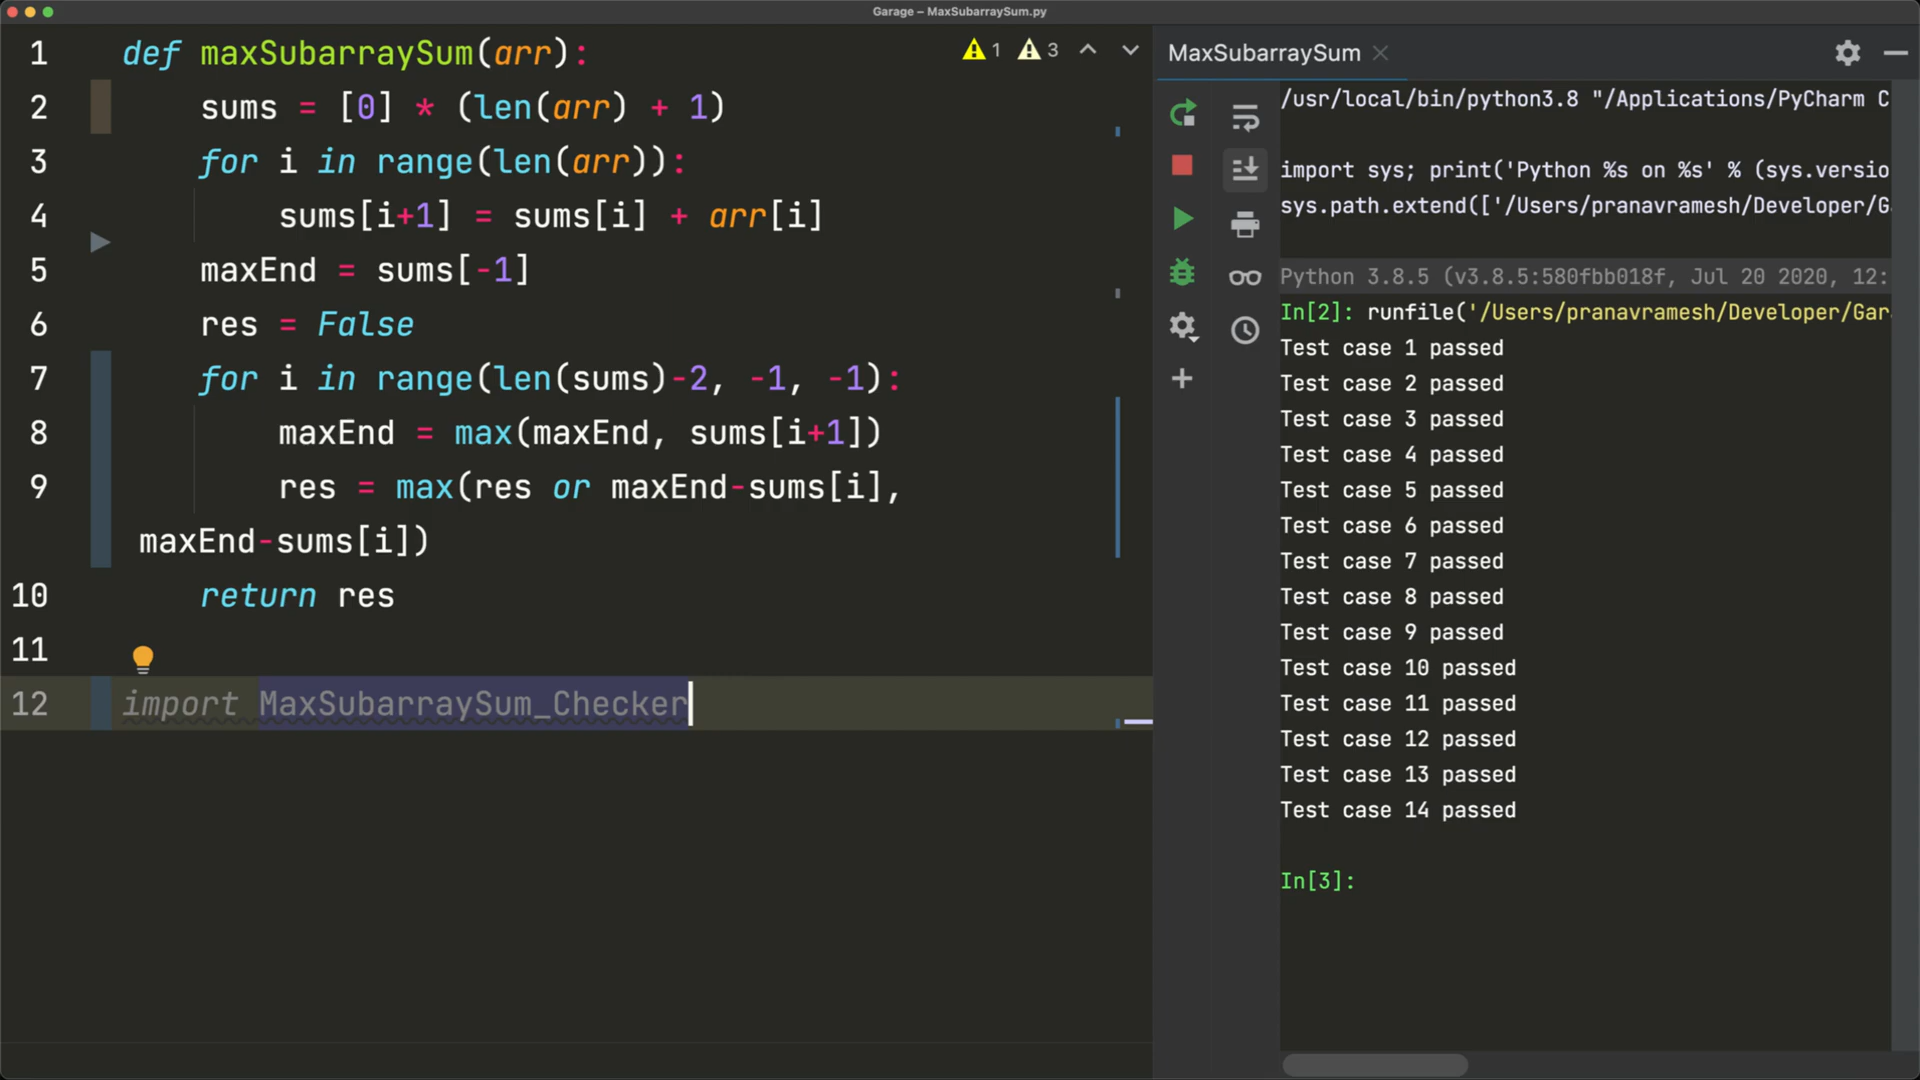 Garage – MaxSubarraySum.py
1 def maxSubarraySum(arr):
2 sums = [0] * (len(arr) + 1)
3 for i in range(len(arr)):
4 sums[i+1] = sums[i] + arr[i]
5 maxEnd = sums[-1]
6 res = False
7 for i in range(len(sums)-2, -1, -1):
8 maxEnd = max(maxEnd, sums[i+1])
9 res = max(res or maxEnd-sums[i],
maxEnd-sums[i])
10 return res
11
12 import MaxSubarraySum_Checker
1 3
MaxSubarraySum
/usr/local/bin/python3.8 "/Applications/PyCharm C
import sys; print('Python %s on %s' % (sys.versio
sys.path.extend(['/Users/pranavramesh/Developer/Ga
Python 3.8.5 (v3.8.5:580fbb018f, Jul 20 2020, 12:
In[2]: runfile('/Users/pranavramesh/Developer/Gar
Test case 1 passed
Test case 2 passed
Test case 3 passed
Test case 4 passed
Test case 5 passed
Test case 6 passed
Test case 7 passed
Test case 8 passed
Test case 9 passed
Test case 10 passed
Test case 11 passed
Test case 12 passed
Test case 13 passed
Test case 14 passed
In[3]: